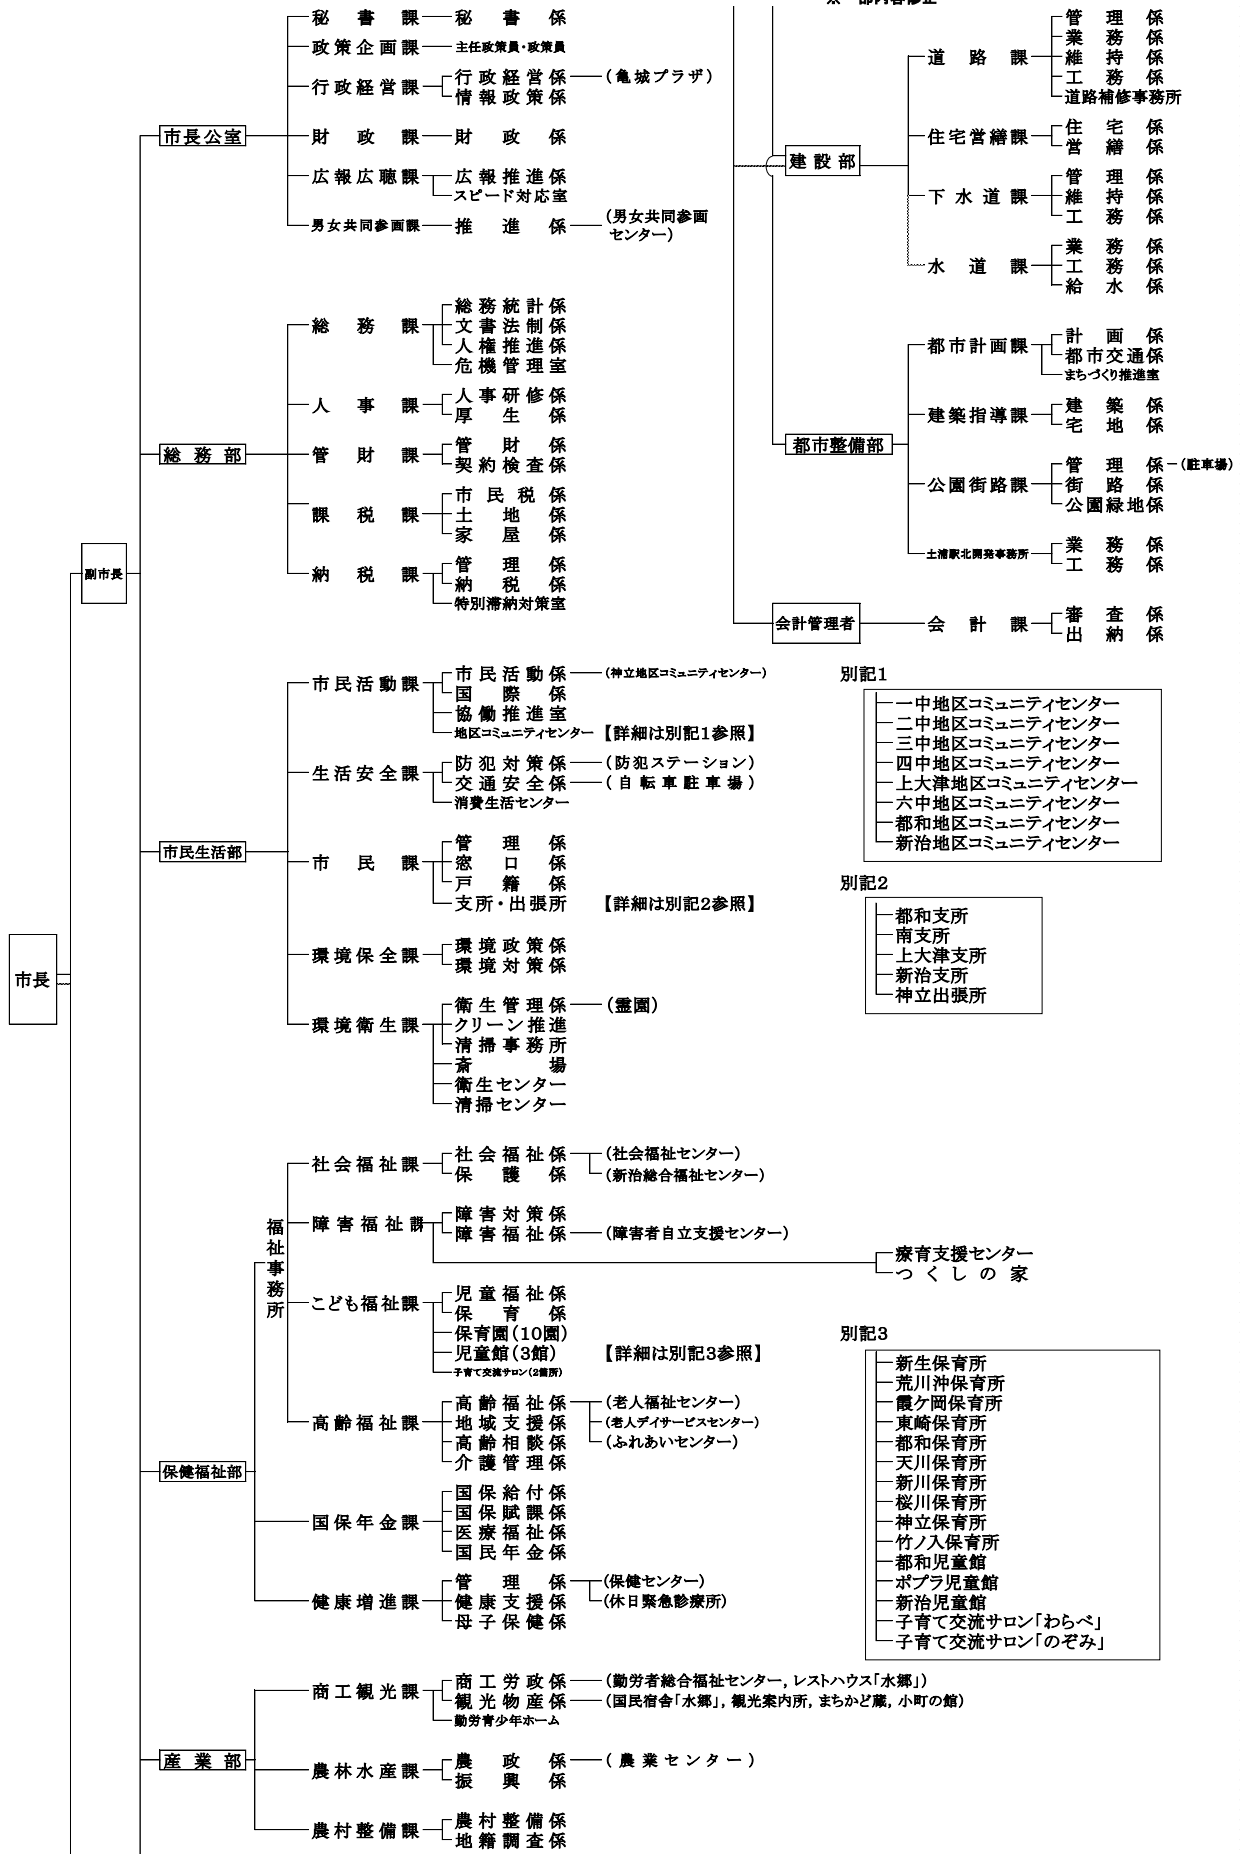 ※一部内容修正
秘書課 秘書係
政策企画課 主任政策員・政策員
行政経営課 行政経営係 (亀城プラザ)
情報政策係
市長公室 財政課 財政係
広報広聴課 広報推進係
スピード対応室
男女共同参画課 推進係 (男女共同参画
センター)
総務課 総務統計係
文書法制係
人権推進係
危機管理室
人事課 人事研修係
厚生係
総務部 管財課 管財係
契約検査係
課税課 市民税係
土地係
家屋係
副市長
納税課 管理係
納税係
特別滞納対策室
市民活動課 市民活動係 (神立地区コミュニティセンター)
国際係
協働推進室
地区コミュニティセンター 【詳細は別記1参照】
生活安全課 防犯対策係 (防犯ステーション)
交通安全係 (自転車駐車場)
消費生活センター
市民生活部
市民課 管理係
窓口係
戸籍係
支所・出張所 【詳細は別記2参照】
市長
環境保全課 環境政策係
環境対策係
環境衛生課 衛生管理係 (霊園)
クリーン推進
清掃事務所
斎場
衛生センター
清掃センター
福祉事務所
社会福祉課 社会福祉係 (社会福祉センター)
保護係 (新治総合福祉センター)
障害福祉課 障害対策係
障害福祉係 (障害者自立支援センター)
療育支援センター
つくしの家
こども福祉課 児童福祉係
保育係
保育園(10園)
児童館(3館) 【詳細は別記3参照】
子育て交流サロン(2箇所)
高齢福祉課 高齢福祉係 (老人福祉センター)
地域支援係 (老人デイサービスセンター)
高齢相談係 (ふれあいセンター)
介護管理係
保健福祉部
国保年金課 国保給付係
国保賦課係
医療福祉係
国民年金係
健康増進課 管理係 (保健センター)
健康支援係 (休日緊急診療所)
母子保健係
商工観光課 商工労政係 (勤労者総合福祉センター, レストハウス「水郷」)
観光物産係 (国民宿舎「水郷」, 観光案内所, まちかど蔵, 小町の館)
勤労青少年ホーム
産業部 農林水産課 農政係 (農業センター)
振興係
農村整備課 農村整備係
地籍調査係
道路課 管理係
業務係
維持係
工務係
道路補修事務所
住宅営繕課 住宅係
営繕係
建設部
下水道課 管理係
維持係
工務係
水道課 業務係
工務係
給水係
都市計画課 計画係
都市交通係
まちづくり推進室
建築指導課 建築係
宅地係
都市整備部
公園街路課 管理係 (駐車場)
街路係
公園緑地係
土浦駅北開発事務所 業務係
工務係
会計管理者 会計課 審査係
出納係
別記1
一中地区コミュニティセンター
二中地区コミュニティセンター
三中地区コミュニティセンター
四中地区コミュニティセンター
上大津地区コミュニティセンター
六中地区コミュニティセンター
都和地区コミュニティセンター
新治地区コミュニティセンター
別記2
都和支所
南支所
上大津支所
新治支所
神立出張所
別記3
新生保育所
荒川沖保育所
霞ケ岡保育所
東崎保育所
都和保育所
天川保育所
新川保育所
桜川保育所
神立保育所
竹ノ入保育所
都和児童館
ポプラ児童館
新治児童館
子育て交流サロン「わらべ」
子育て交流サロン「のぞみ」